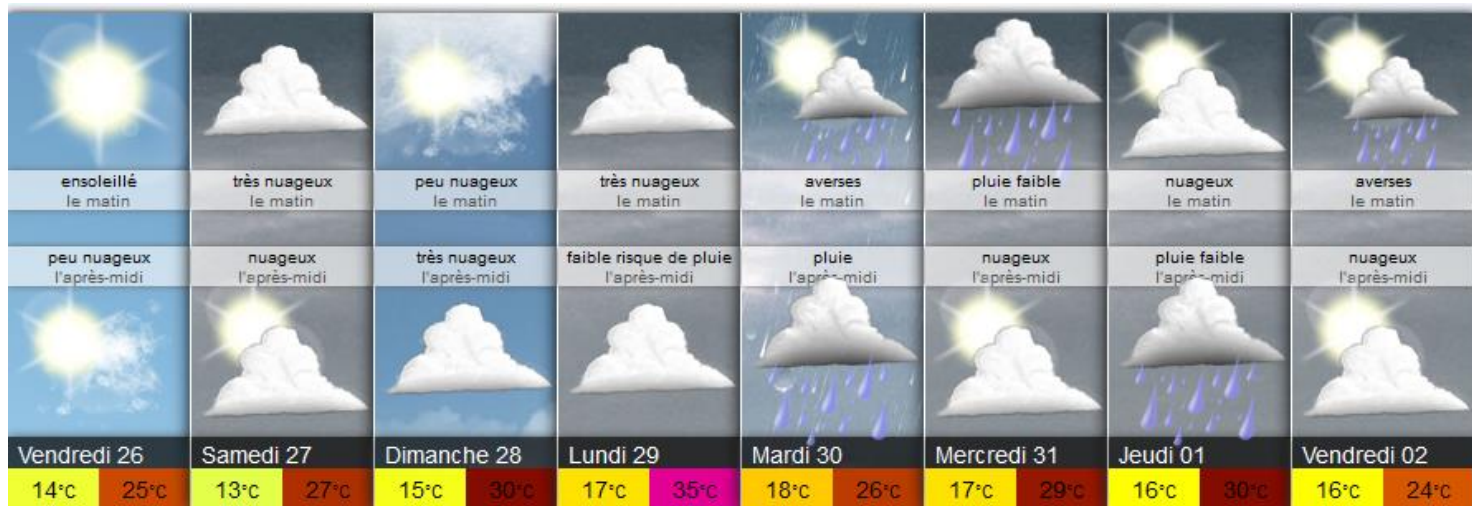 ensoleillé
le matin
très nuageux
le matin
peu nuageux
le matin
très nuageux
le matin
averses
le matin
pluie faible
le matin
nuageux
le matin
averses
le matin
peu nuageux
l'après-midi
nuageux
l'après-midi
très nuageux
l'après-midi
faible risque de pluie
l'après-midi
pluie
l'après-midi
nuageux
l'après-midi
pluie faible
l'après-midi
nuageux
l'après-midi
Vendredi 26
Samedi 27
Dimanche 28
Lundi 29
Mardi 30
Mercredi 31
Jeudi 01
Vendredi 02
14°C 25°C
13°C 27°C
15°C 30°C
17°C 35°C
18°C 26°C
17°C 29°C
16°C 30°C
16°C 24°C